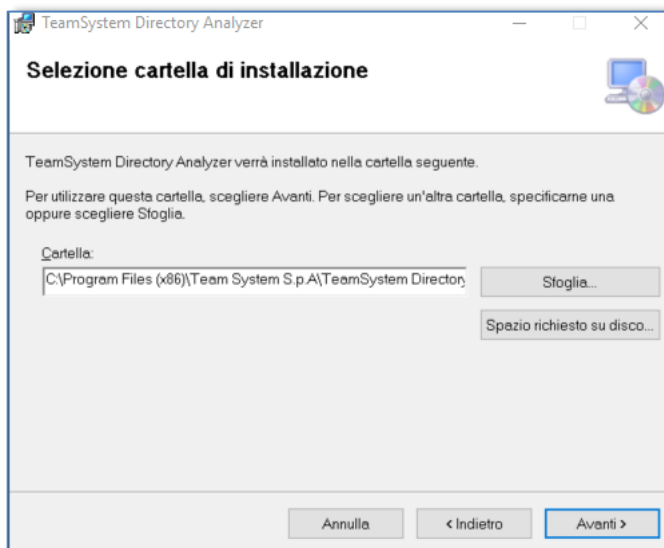 TeamSystem Directory Analyzer
Selezione cartella di installazione
TeamSystem Directory Analyzer verrà installato nella cartella seguente.
Per utilizzare questa cartella, scegliere Avanti. Per scegliere un'altra cartella, specificarne una
oppure scegliere Sfoglia.
Cartella:
C:\Program Files (x86)\Team System S.p.A\TeamSystem Directory
Sfoglia...
Spazio richiesto su disco...
Annulla
< Indietro
Avanti >